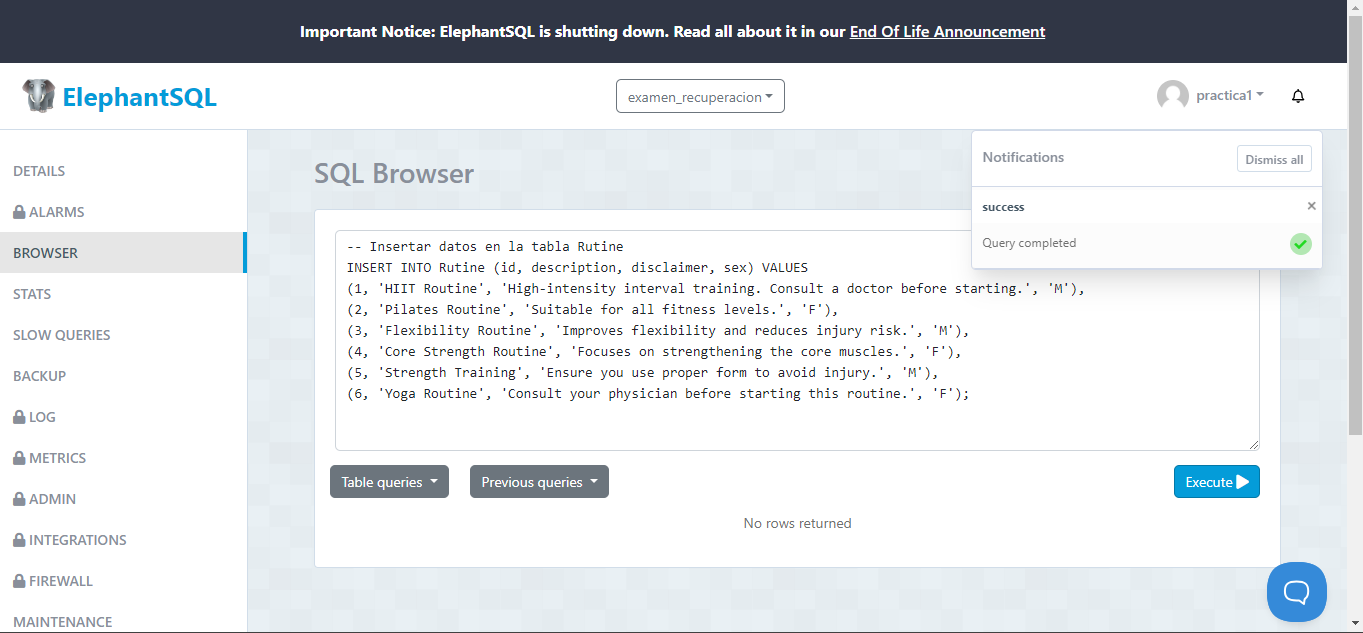 Important Notice: ElephantSQL is shutting down. Read all about it in our End Of Life Announcement
ElephantSQL
examen_recuperacion
practica1
DETAILS
ALARMS
BROWSER
STATS
SLOW QUERIES
BACKUP
LOG
METRICS
ADMIN
INTEGRATIONS
FIREWALL
MAINTENANCE
SQL Browser
Notifications
Dismiss all
success
Query completed
-- Insertar datos en la tabla Rutine
INSERT INTO Rutine (id, description, disclaimer, sex) VALUES
(1, 'HIIT Routine', 'High-intensity interval training. Consult a doctor before starting.', 'M'),
(2, 'Pilates Routine', 'Suitable for all fitness levels.', 'F'),
(3, 'Flexibility Routine', 'Improves flexibility and reduces injury risk.', 'M'),
(4, 'Core Strength Routine', 'Focuses on strengthening the core muscles.', 'F'),
(5, 'Strength Training', 'Ensure you use proper form to avoid injury.', 'M'),
(6, 'Yoga Routine', 'Consult your physician before starting this routine.', 'F');
Table queries
Previous queries
Execute
No rows returned